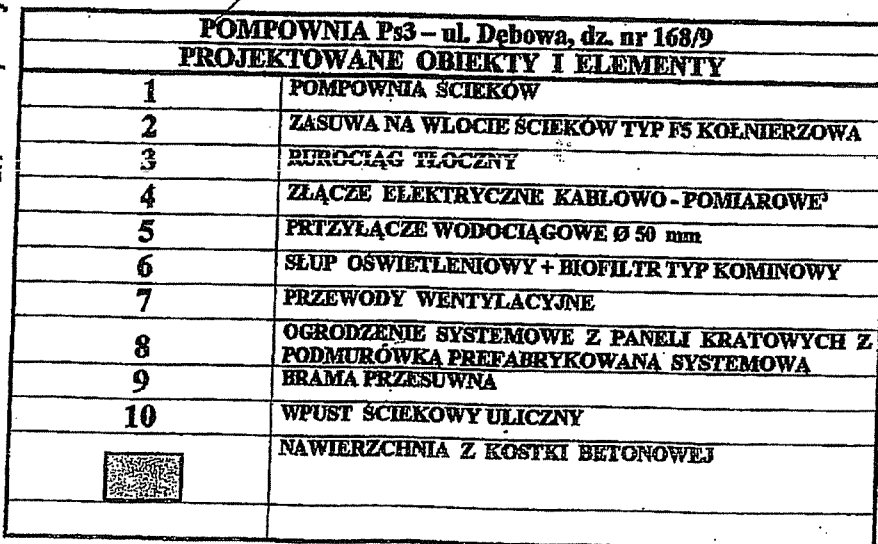 POMPOWNIA Ps3 – ul. Dębowa, dz. nr 168/9
PROJEKTOWANE OBIEKTY I ELEMENTY
1 POMPOWNIA ŚCIEKÓW
2 ZASUWA NA WLOCIE ŚCIEKÓW TYP F5 KOŁNIERZOWA
3 RUROCIĄG TŁOCZNY
4 ZŁĄCZE ELEKTRYCZNE KABLOWO - POMIAROWE
5 PRTZYŁĄCZE WODOCIĄGOWE Ø 50 mm
6 SŁUP OŚWIETLENIOWY + BIOFILTR TYP KOMINOWY
7 PRZEWODY WENTYLACYJNE
8 OGRODZENIE SYSTEMOWE Z PANELI KRATOWYCH Z
PODMURÓWKĄ PREFABRYKOWANA SYSTEMOWA
9 BRAMA PRZESUWNA
10 WPUST ŚCIEKOWY ULICZNY
NAWIERZCHNIA Z KOSTKI BETONOWEJ